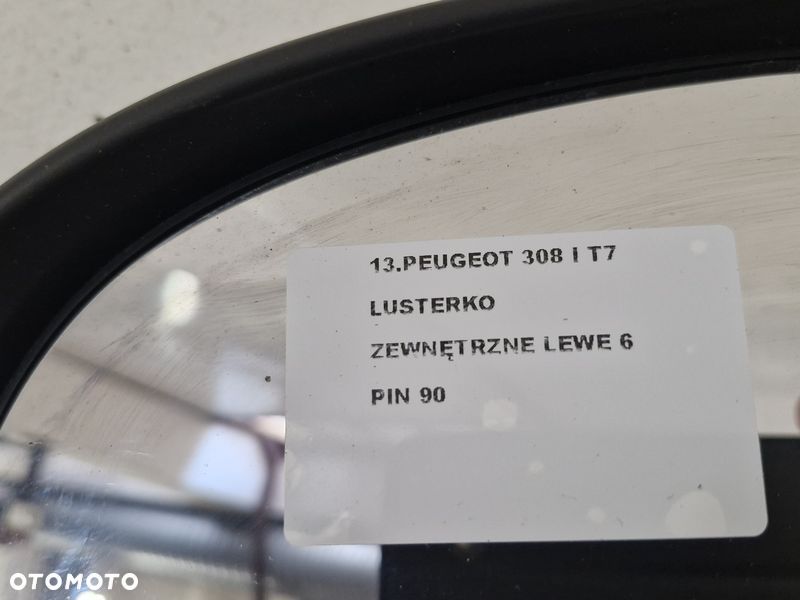 13.PEUGEOT 308 I T7
LUSTERKO
ZEWNĘTRZNE LEWE 6
PIN 90
OTOMOTO